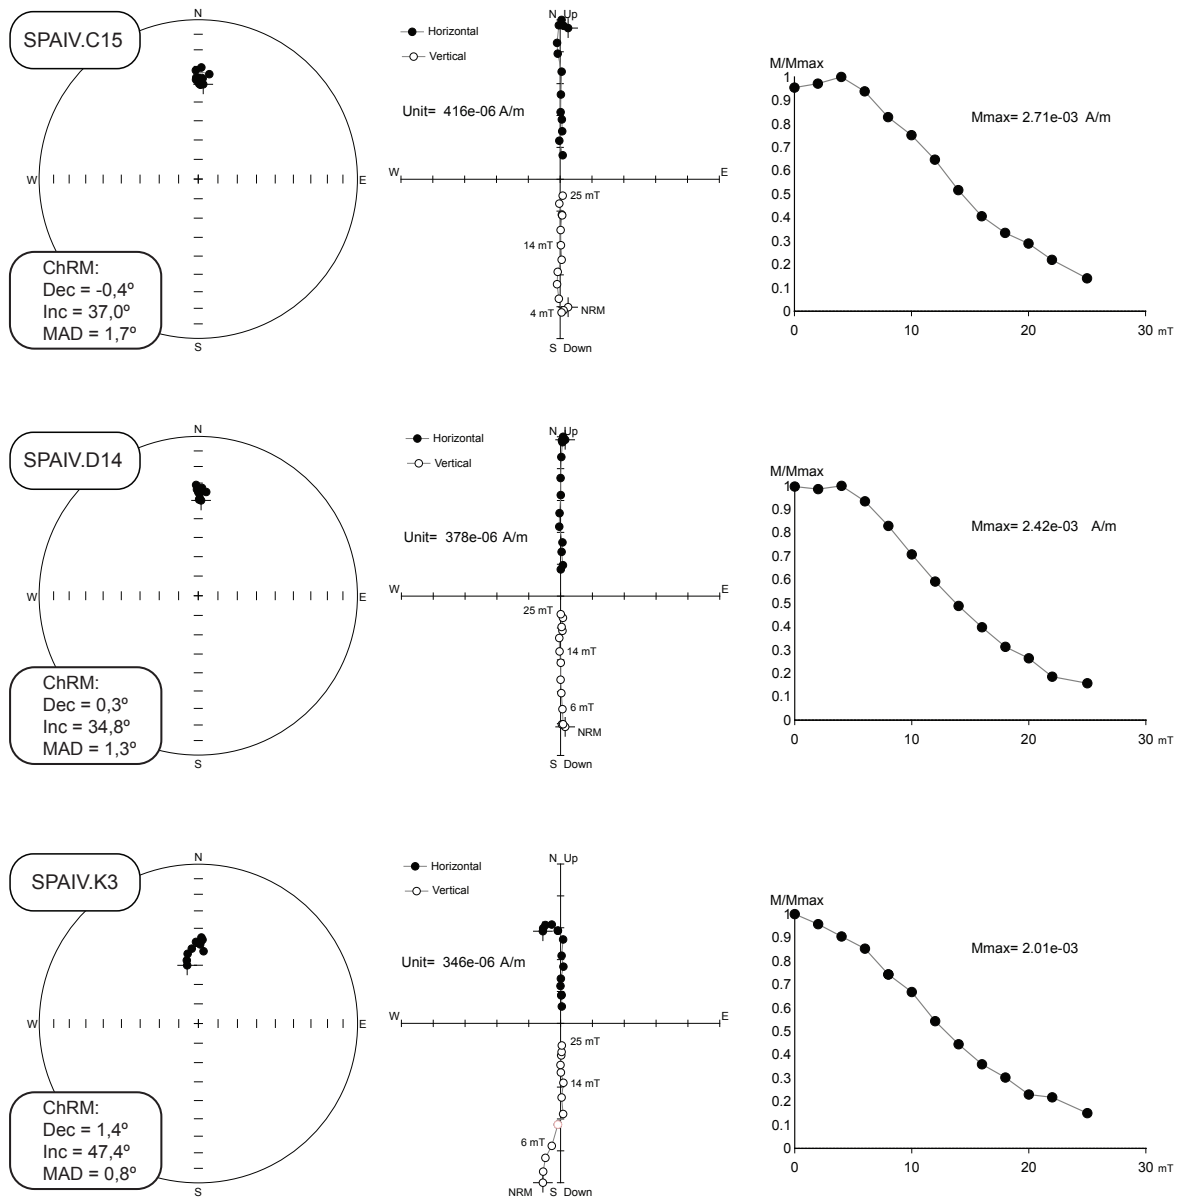 SPAIV.C15
N
W
E
S
ChRM:
Dec = -0,4º
Inc = 37,0º
MAD = 1,7º
N Up
Horizontal
Vertical
Unit= 416e-06 A/m
W
E
25 mT
14 mT
NRM
4 mT
S Down
M/Mmax
1
0.9
0.8
0.7
0.6
0.5
0.4
0.3
0.2
0.1
0
0 10 20 30 mT
Mmax= 2.71e-03 A/m
SPAIV.D14
N
W
E
S
ChRM:
Dec = 0,3º
Inc = 34,8º
MAD = 1,3º
N Up
Horizontal
Vertical
Unit= 378e-06 A/m
W
E
25 mT
14 mT
6 mT
NRM
S Down
M/Mmax
1
0.9
0.8
0.7
0.6
0.5
0.4
0.3
0.2
0.1
0
0 10 20 30 mT
Mmax= 2.42e-03 A/m
SPAIV.K3
N
W
E
S
ChRM:
Dec = 1,4º
Inc = 47,4º
MAD = 0,8º
N Up
Horizontal
Vertical
Unit= 346e-06 A/m
W
E
25 mT
14 mT
6 mT
NRM
S Down
M/Mmax
1
0.9
0.8
0.7
0.6
0.5
0.4
0.3
0.2
0.1
0
0 10 20 30 mT
Mmax= 2.01e-03